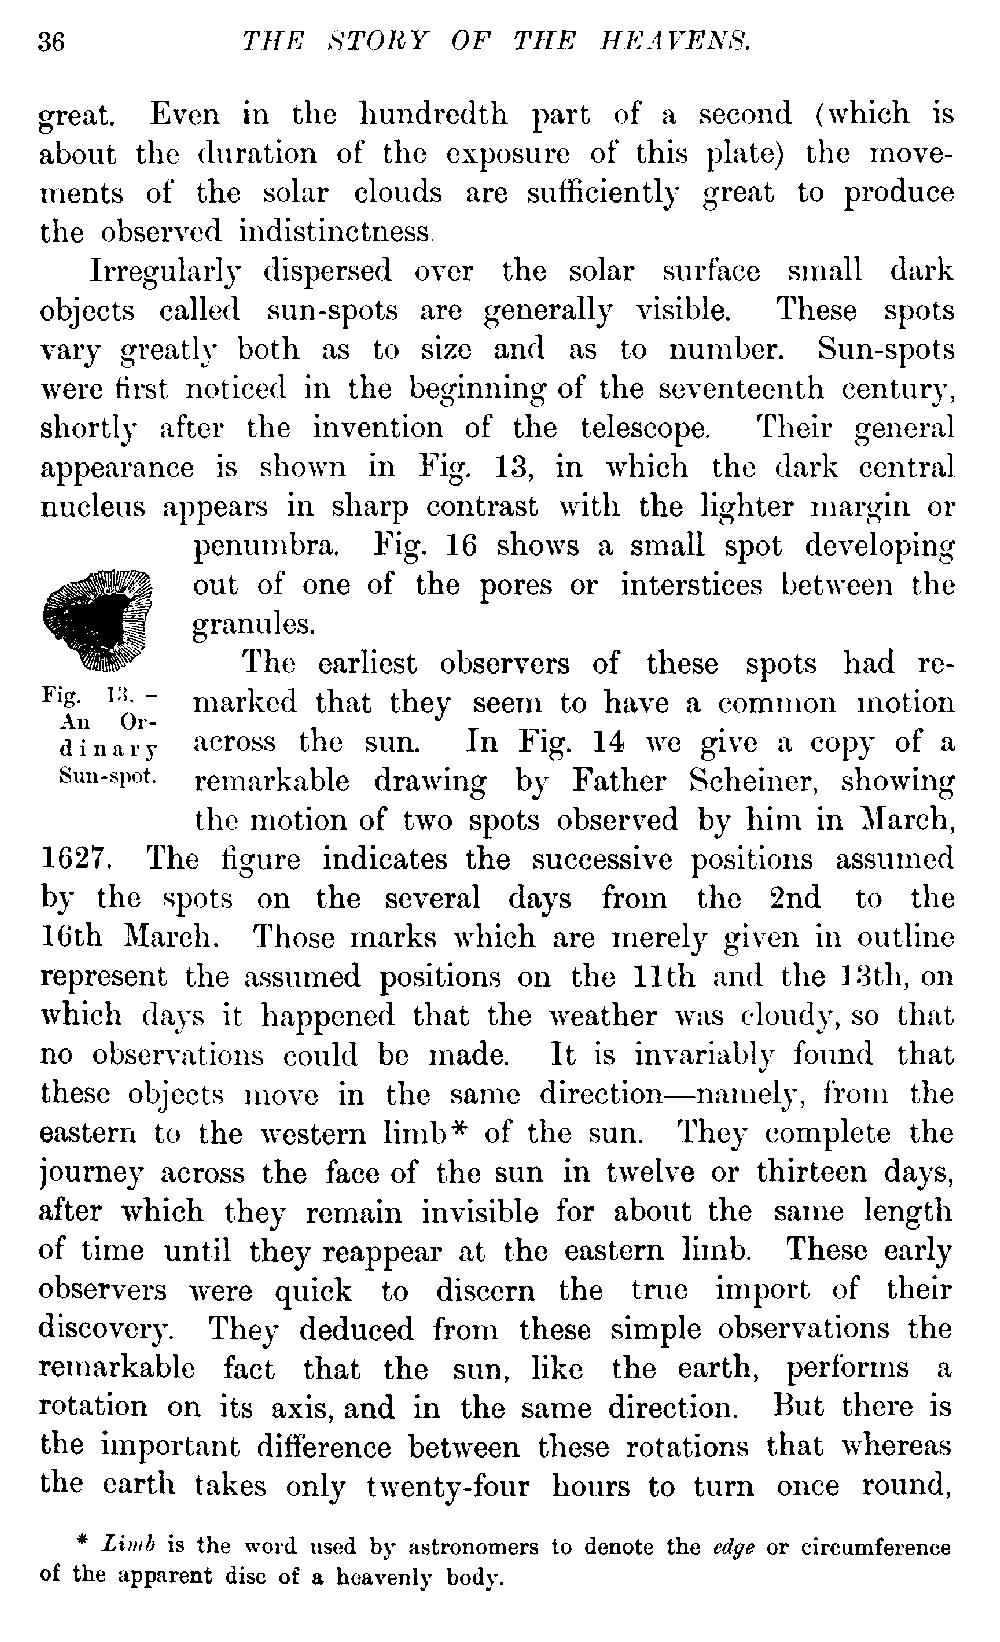 36 THE STORY OF THE HEAVENS.
great. Even in the hundredth part of a second (which is
about the duration of the exposure of this plate) the move-
ments of the solar clouds are sufficiently great to produce
the observed indistinctness.
Irregularly dispersed over the solar surface small dark
objects called sun-spots are generally visible. These spots
vary greatly both as to size and as to number. Sun-spots
were first noticed in the beginning of the seventeenth century,
shortly after the invention of the telescope. Their general
appearance is shown in Fig. 13, in which the dark central
nucleus appears in sharp contrast with the lighter margin or
penumbra. Fig. 16 shows a small spot developing
out of one of the pores or interstices between the
granules.
Fig. 13.—
An Or-
dinary
Sun-spot.
The earliest observers of these spots had re-
marked that they seem to have a common motion
across the sun. In Fig. 14 we give a copy of a
remarkable drawing by Father Scheiner, showing
the motion of two spots observed by him in March,
1627. The figure indicates the successive positions assumed
by the spots on the several days from the 2nd to the
16th March. Those marks which are merely given in outline
represent the assumed positions on the 11th and the 13th, on
which days it happened that the weather was cloudy, so that
no observations could be made. It is invariably found that
these objects move in the same direction—namely, from the
eastern to the western limb* of the sun. They complete the
journey across the face of the sun in twelve or thirteen days,
after which they remain invisible for about the same length
of time until they reappear at the eastern limb. These early
observers were quick to discern the true import of their
discovery. They deduced from these simple observations the
remarkable fact that the sun, like the earth, performs a
rotation on its axis, and in the same direction. But there is
the important difference between these rotations that whereas
the earth takes only twenty-four hours to turn once round,
* Limb is the word used by astronomers to denote the edge or circumference
of the apparent disc of a heavenly body.